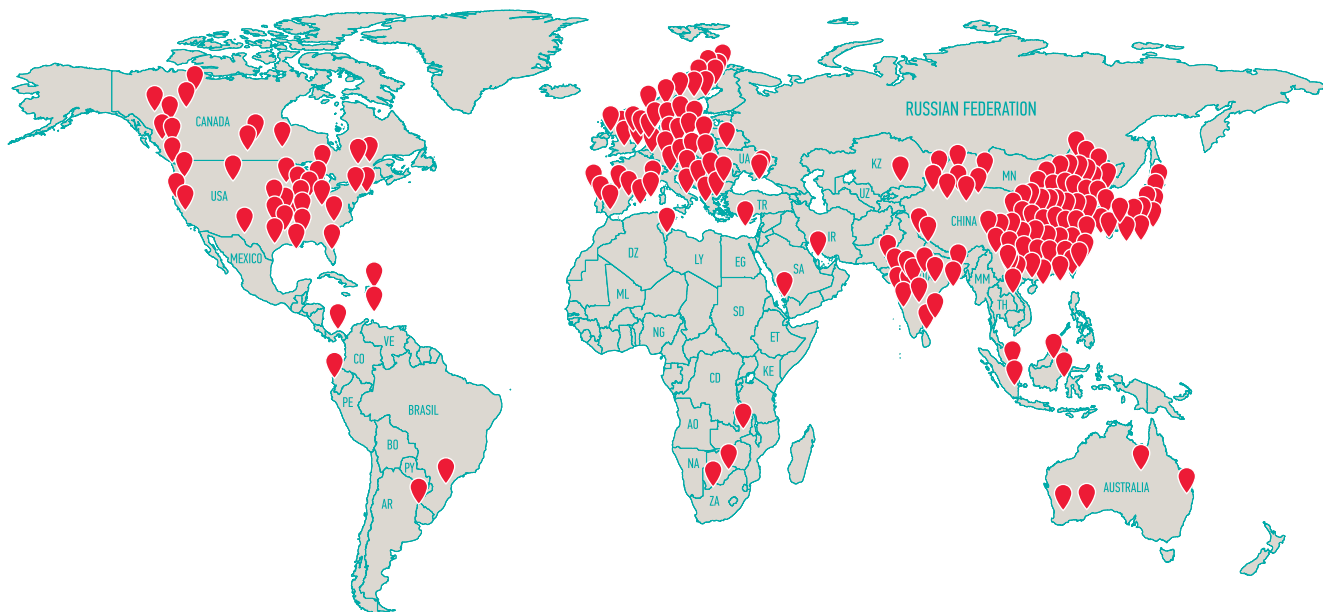 CANADA
USA
MEXICO
VE
CO
PE
BRASIL
BO
PY
AR
RUSSIAN FEDERATION
UA
KZ
MN
UZ
TR
CHINA
IR
DZ
LY
EG
SA
ML
SD
MM
TH
NG
ET
CD
KE
AO
NA
ZA
AUSTRALIA